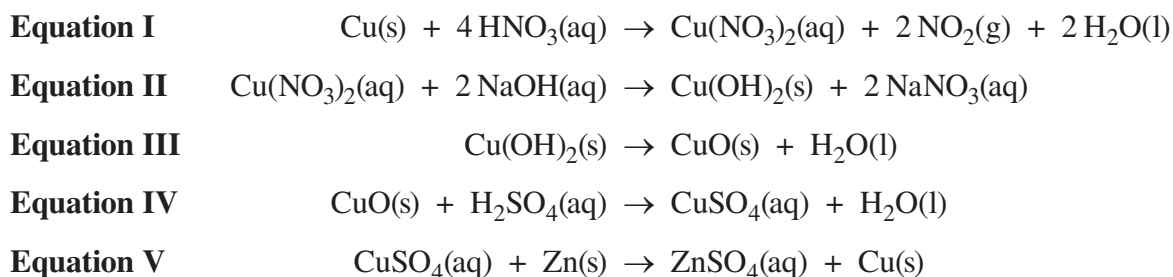 Equation I Cu(s) + 4 HNO₃(aq) → Cu(NO₃)₂(aq) + 2 NO₂(g) + 2 H₂O(l)
Equation II Cu(NO₃)₂(aq) + 2 NaOH(aq) → Cu(OH)₂(s) + 2 NaNO₃(aq)
Equation III Cu(OH)₂(s) → CuO(s) + H₂O(l)
Equation IV CuO(s) + H₂SO₄(aq) → CuSO₄(aq) + H₂O(l)
Equation V CuSO₄(aq) + Zn(s) → ZnSO₄(aq) + Cu(s)